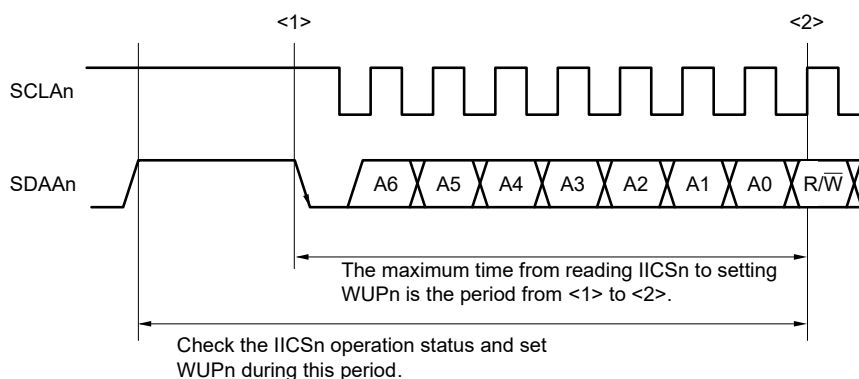 <1>
<2>
SCLAn
SDAAn
A6
A5
A4
A3
A2
A1
A0
R/W̅
The maximum time from reading IICSn to setting
WUPn is the period from <1> to <2>.
Check the IICSn operation status and set
WUPn during this period.